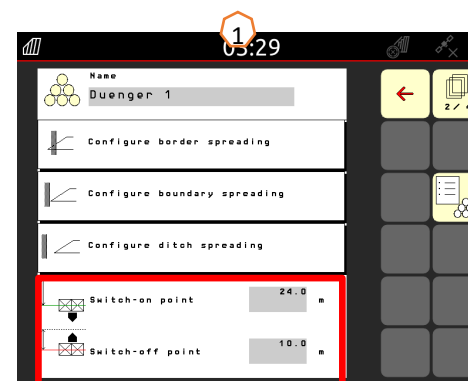 1
03:29
Name
Duenger 1
2/
Configure border spreading
Configure boundary spreading
Configure ditch spreading
Switch-on point 24.0 m
Switch-off point 10.0 m